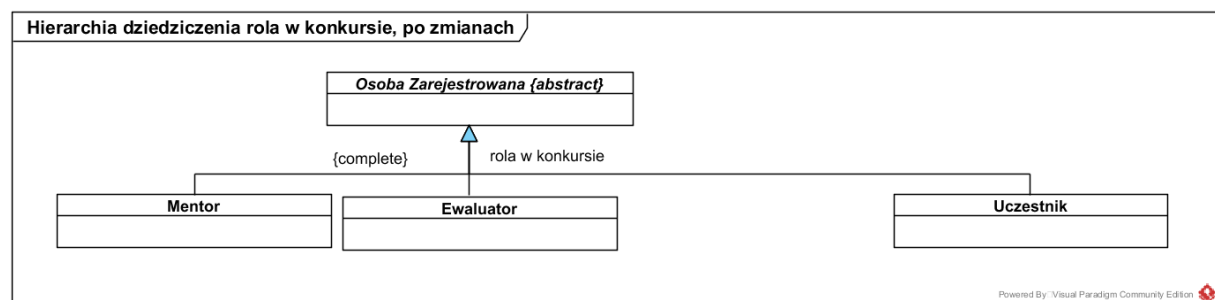 Hierarchia dziedziczenia rola w konkursie, po zmianach
Osoba Zarejestrowana {abstract}
{complete} rola w konkursie
Mentor
Ewaluator
Uczestnik
Powered By Visual Paradigm Community Edition